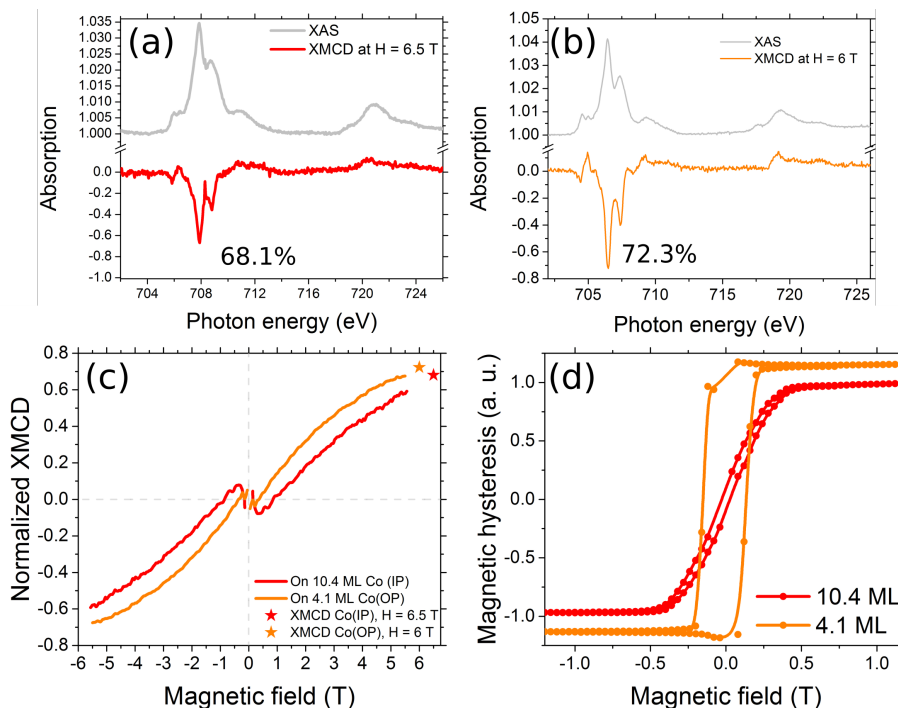 (a)
XAS
XMCD at H = 6.5 T
1.035
1.030
1.025
1.020
1.015
1.010
1.005
1.000
0.0
-0.2
-0.4
-0.6
-0.8
-1.0
68.1%
704 708 712 716 720 724
Photon energy (eV)
Absorption
(b)
XAS
XMCD at H = 6 T
1.05
1.04
1.03
1.02
1.01
1.00
0.0
-0.2
-0.4
-0.6
-0.8
72.3%
705 710 715 720 725
Photon energy (eV)
Absorption
(c)
0.8
0.6
0.4
0.2
0.0
-0.2
-0.4
-0.6
-0.8
On 10.4 ML Co (IP)
On 4.1 ML Co(OP)
XMCD Co(IP), H = 6.5 T
XMCD Co(OP), H = 6 T
-6 -5 -4 -3 -2 -1 0 1 2 3 4 5 6
Magnetic field (T)
Normalized XMCD
(d)
1.0
0.5
0.0
-0.5
-1.0
10.4 ML
4.1 ML
-1.0 -0.5 0.0 0.5 1.0
Magnetic field (T)
Magnetic hysteresis (a. u.)